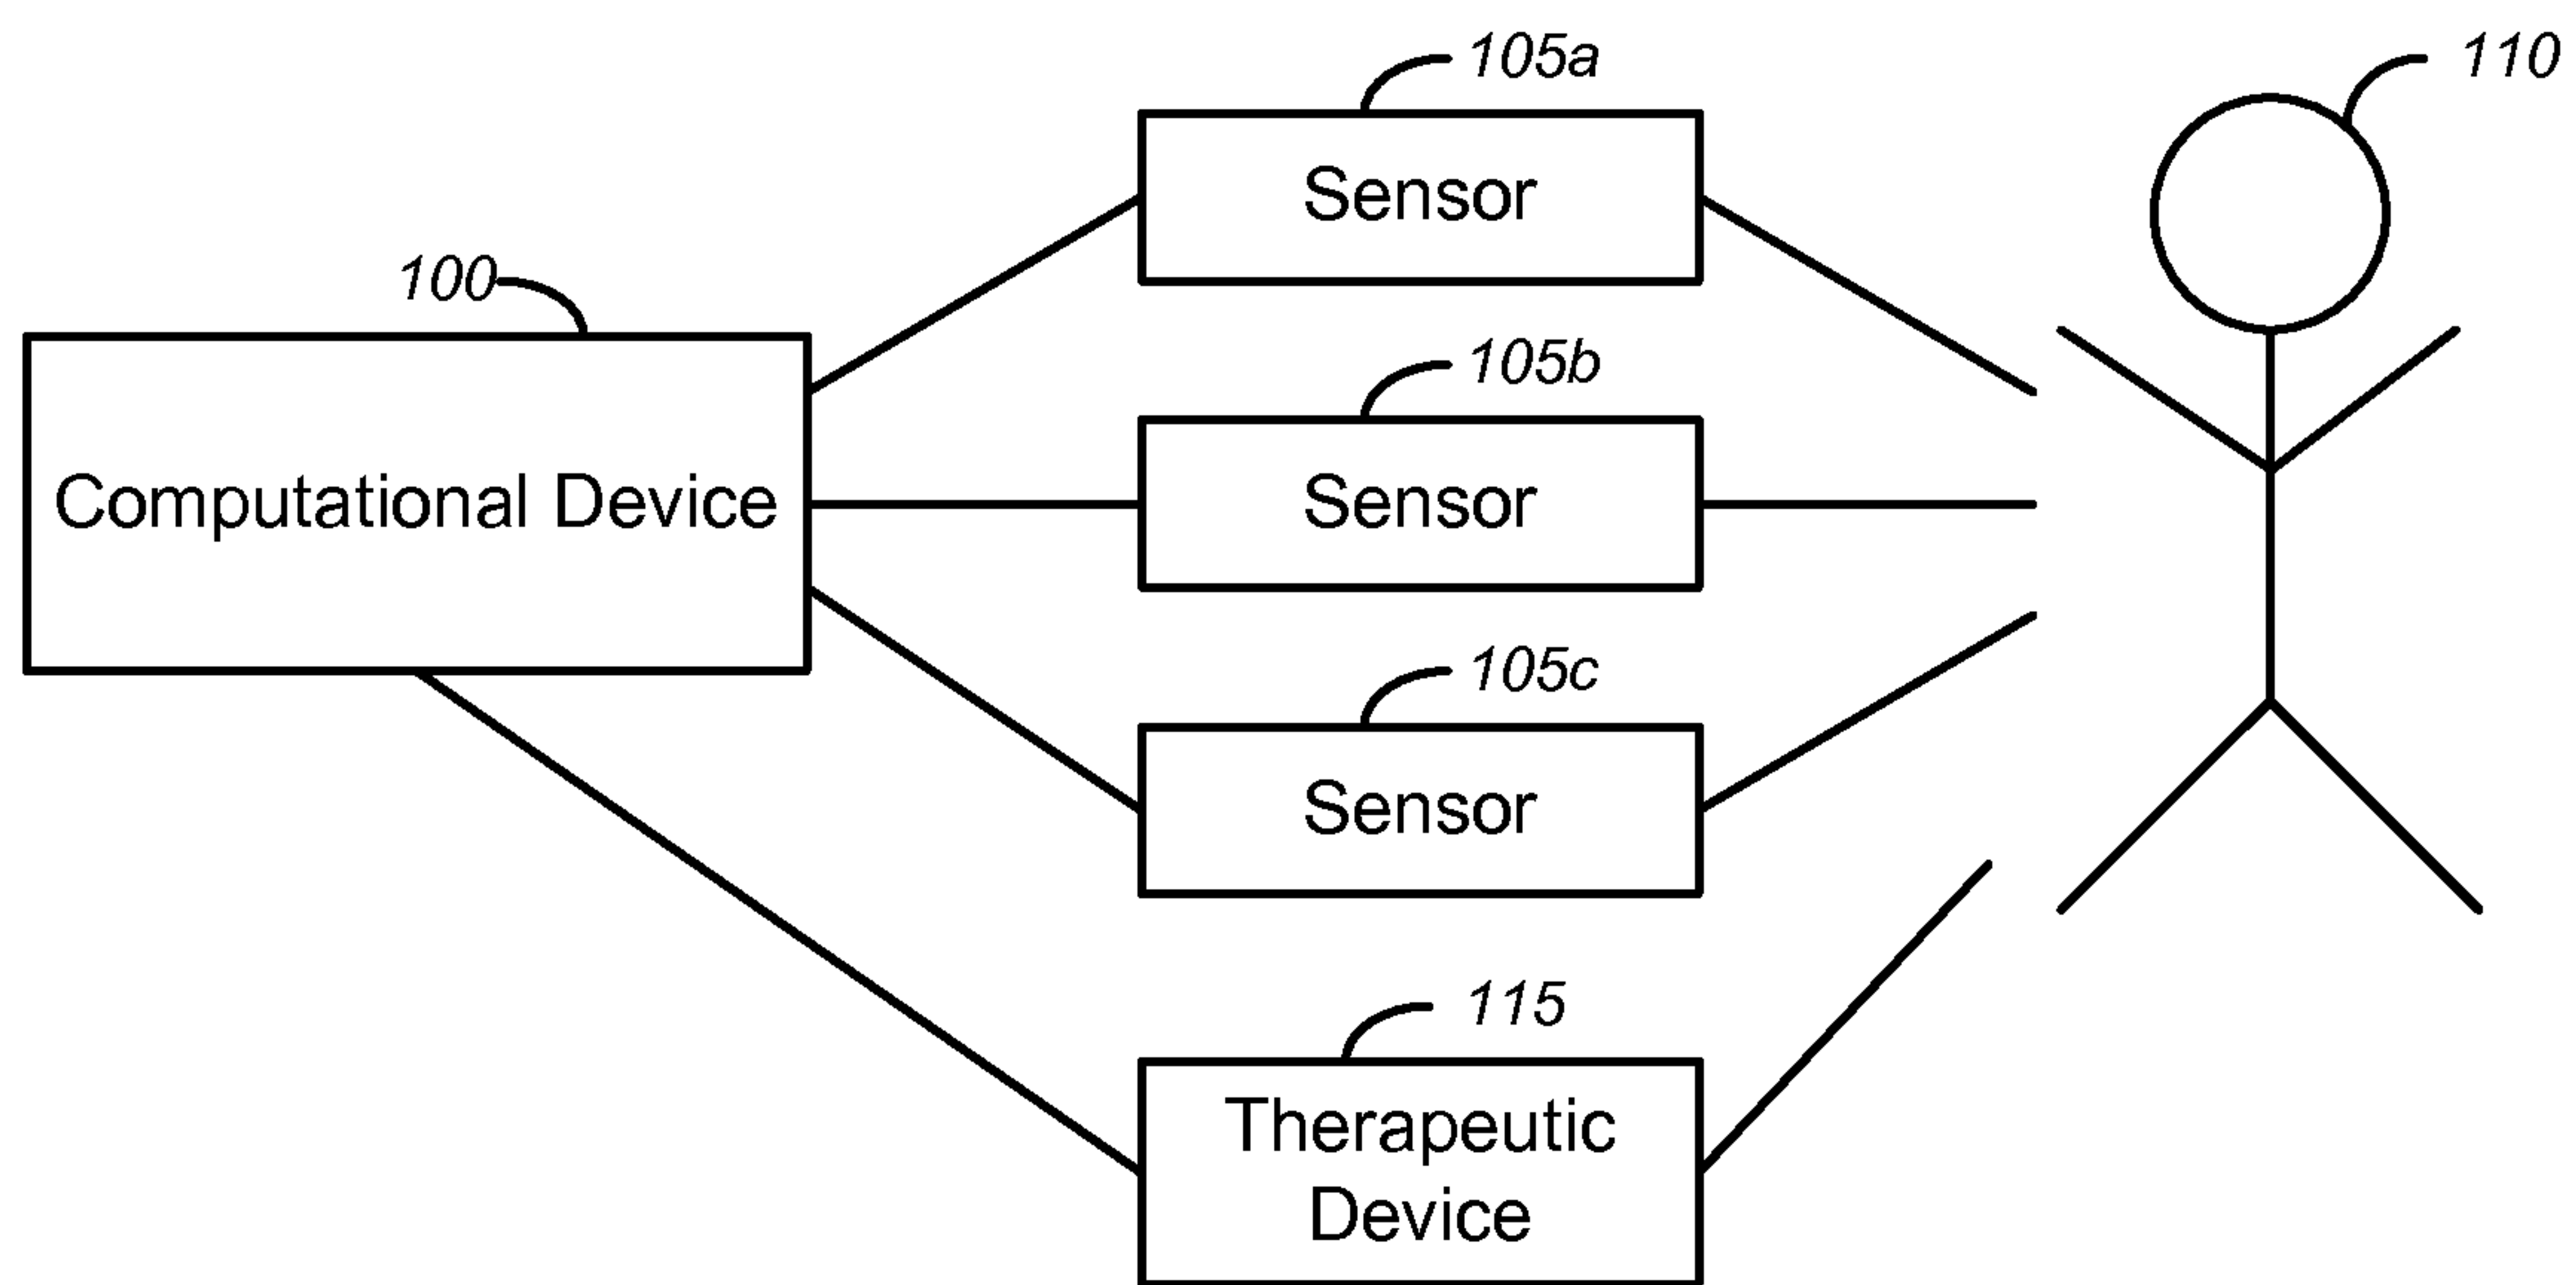 105a
110
Sensor
100
105b
Computational Device
Sensor
105c
Sensor
115
Therapeutic
Device